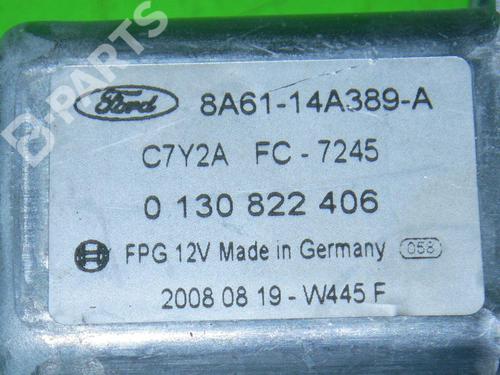 B-PARTS
Ford 8A61-14A389-A
C7Y2A FC - 7245
0 130 822 406
FPG 12V Made in Germany 058
2008 08 19 - W445 F